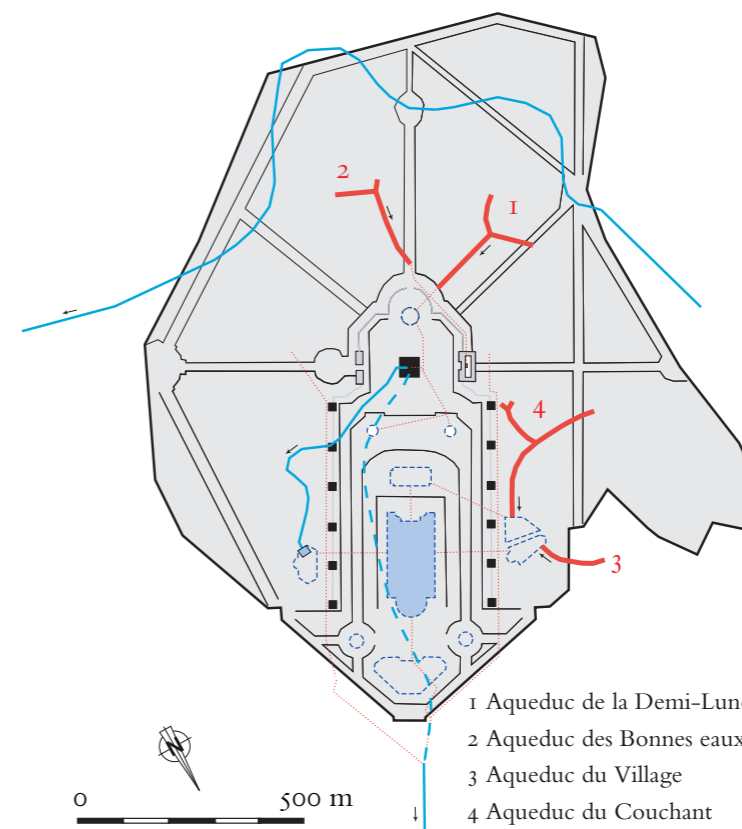 2
1
4
3
N
0 500 m
1 Aqueduc de la Demi-Lune
2 Aqueduc des Bonnes eaux
3 Aqueduc du Village
4 Aqueduc du Couchant